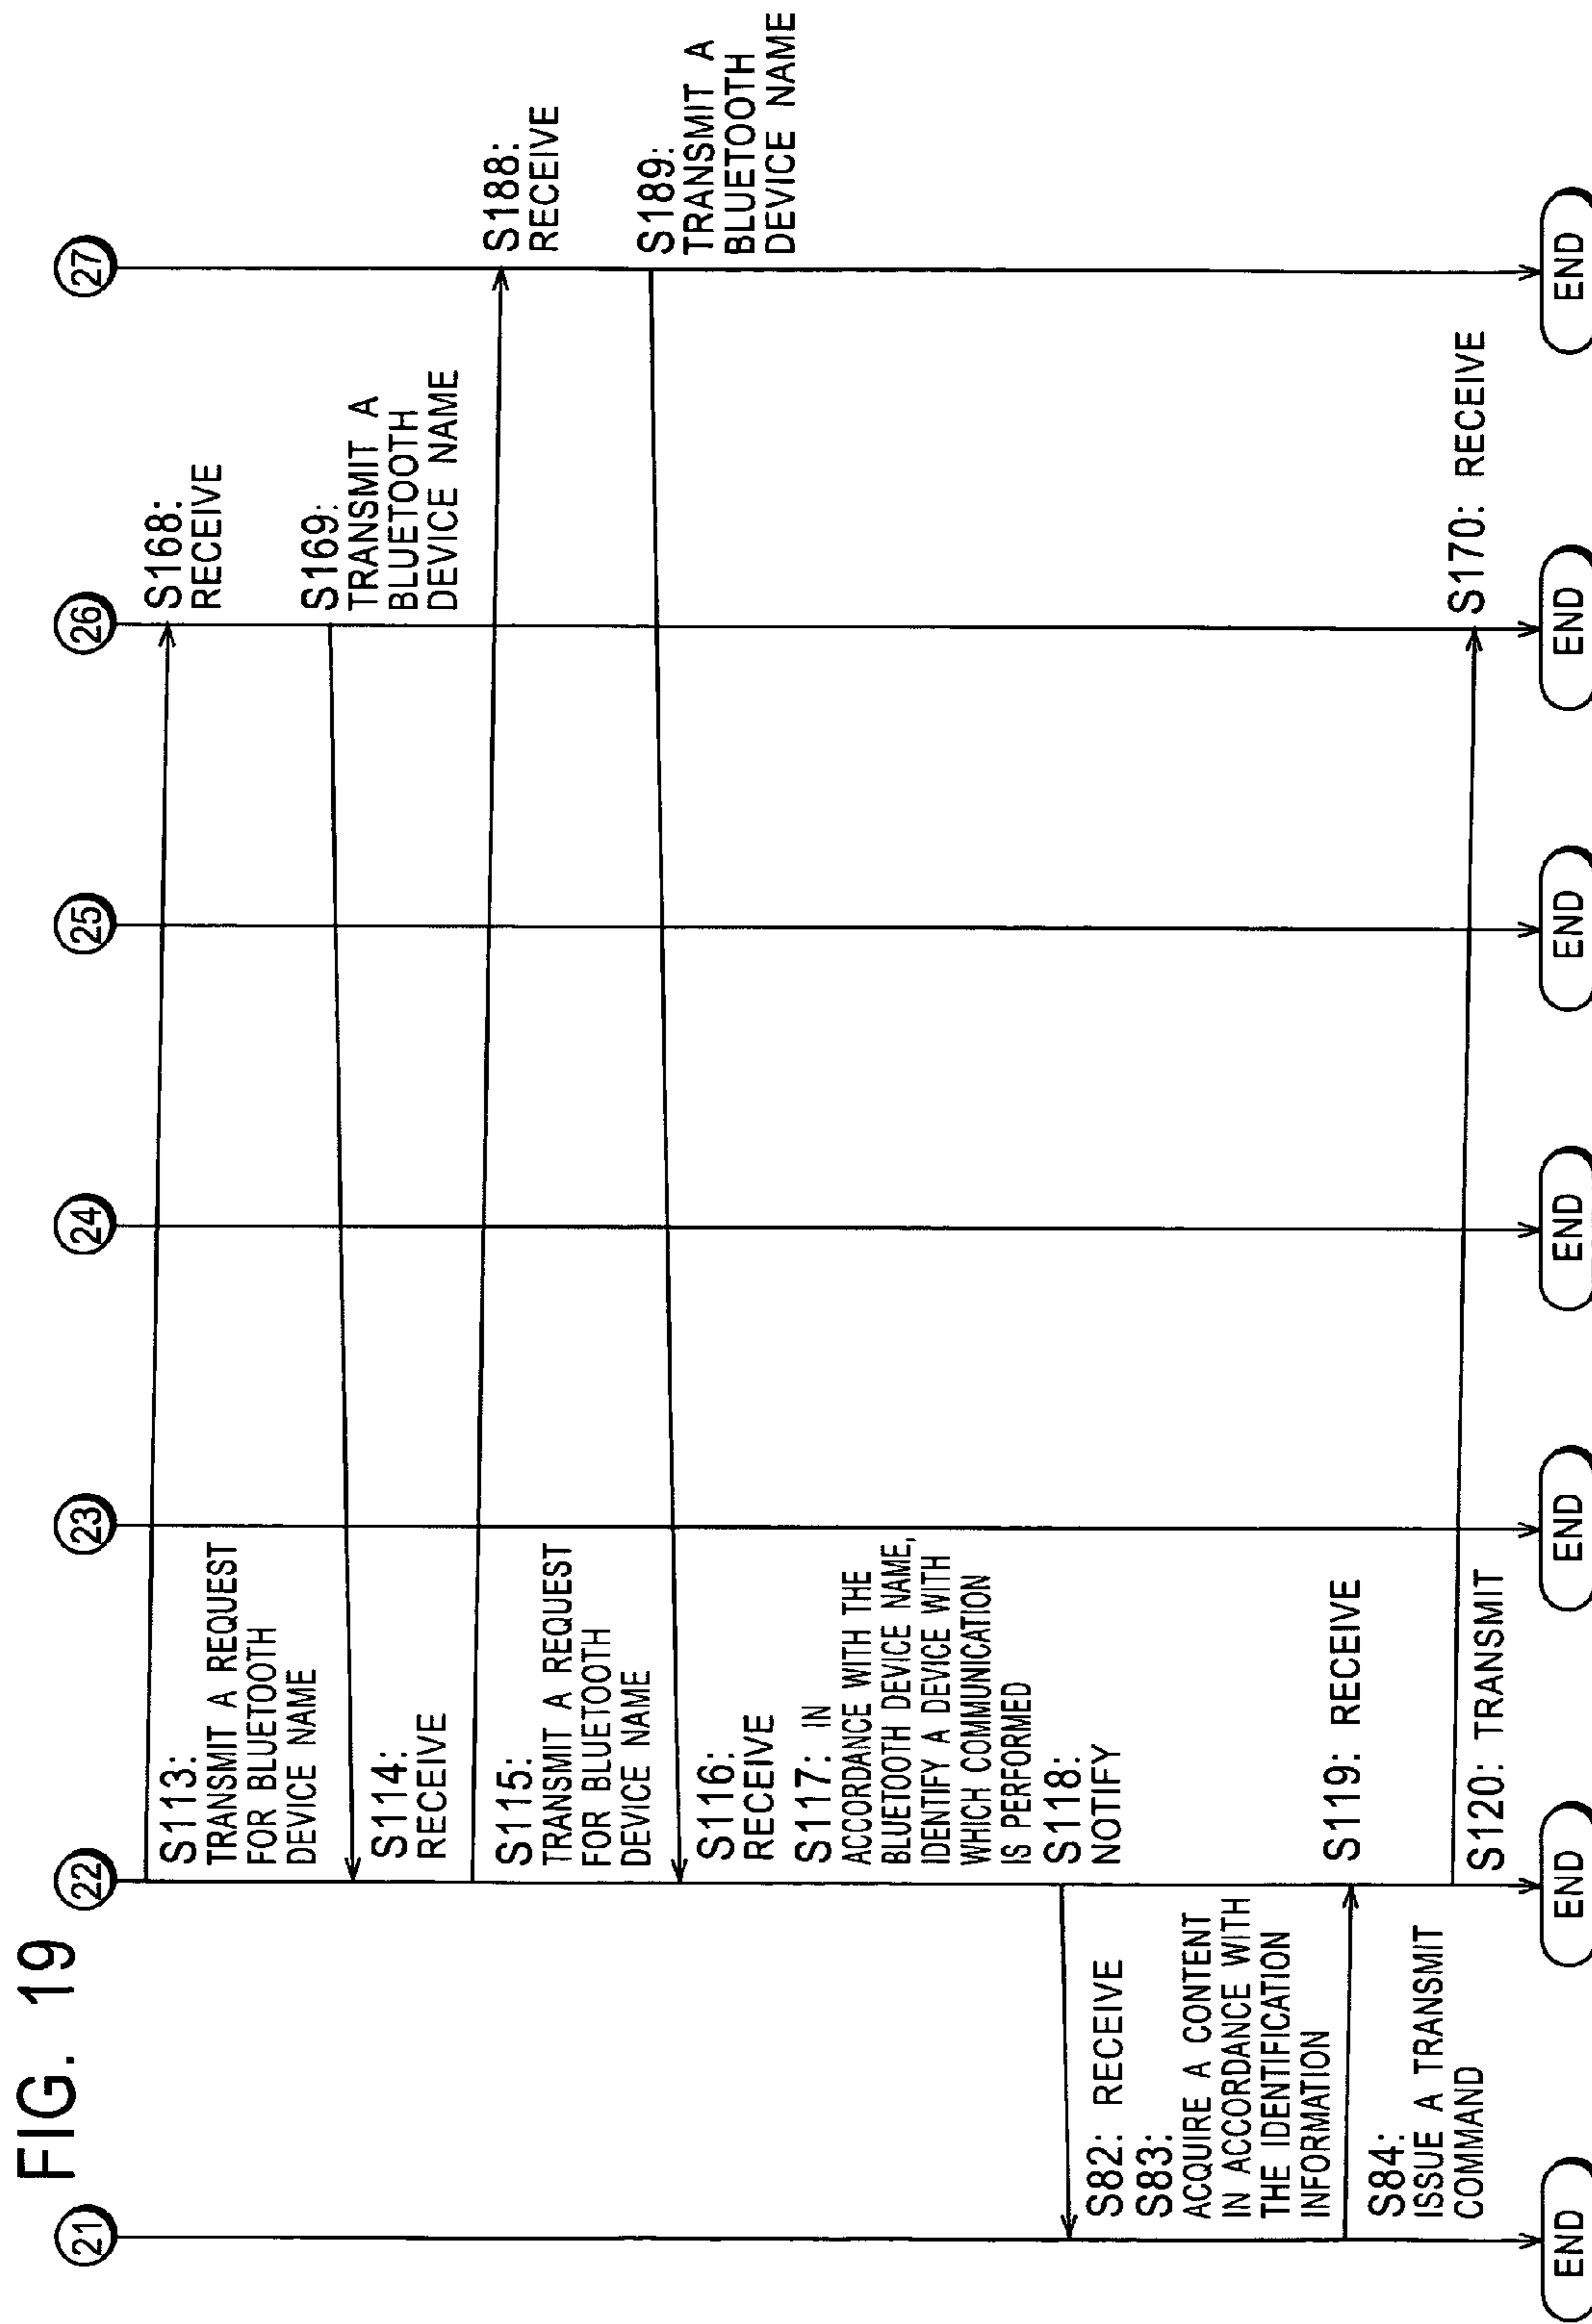 FIG. 19
21
22
23
24
25
26
27
S113:
TRANSMIT A REQUEST
FOR BLUETOOTH
DEVICE NAME
S168:
RECEIVE
S169:
TRANSMIT A
BLUETOOTH
DEVICE NAME
S114:
RECEIVE
S115:
TRANSMIT A REQUEST
FOR BLUETOOTH
DEVICE NAME
S188:
RECEIVE
S189:
TRANSMIT A
BLUETOOTH
DEVICE NAME
S116:
RECEIVE
S117: IN
ACCORDANCE WITH THE
BLUETOOTH DEVICE NAME,
IDENTIFY A DEVICE WITH
WHICH COMMUNICATION
IS PERFORMED
S118:
NOTIFY
S82: RECEIVE
S83:
ACQUIRE A CONTENT
IN ACCORDANCE WITH
THE IDENTIFICATION
INFORMATION
S119: RECEIVE
S84:
ISSUE A TRANSMIT
COMMAND
S120: TRANSMIT
S170: RECEIVE
END
END
END
END
END
END
END